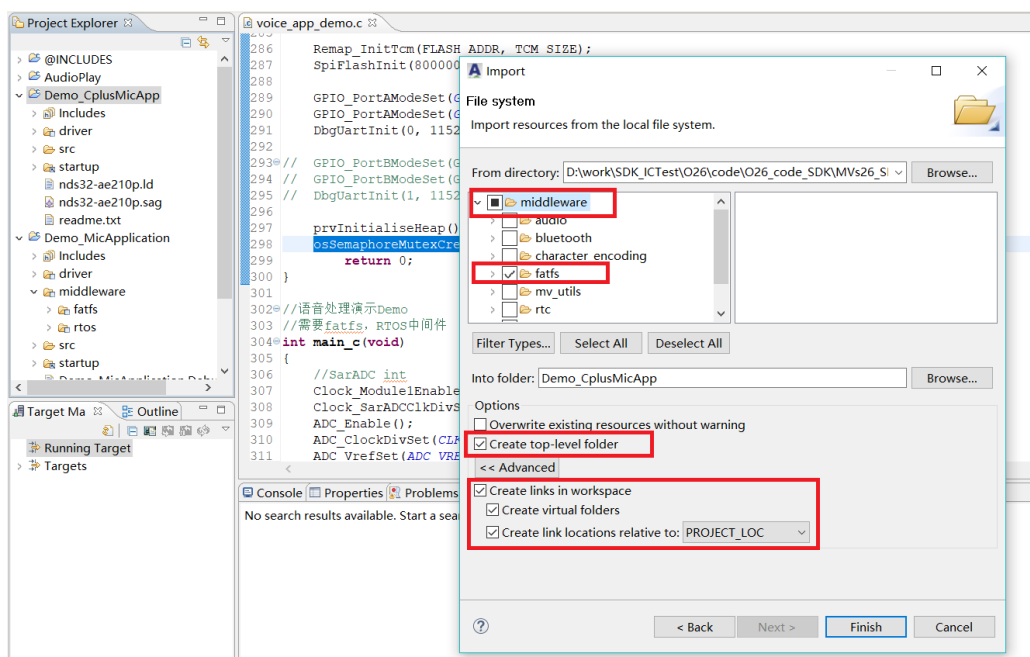 Project Explorer
@INCLUDES
AudioPlay
Demo_CplusMicApp
Includes
driver
src
startup
nds32-ae210p.ld
nds32-ae210p.sag
readme.txt
Demo_MicApplication
Includes
driver
middleware
fatfs
rtos
src
startup
Target Ma
Outline
Running Target
Targets
voice_app_demo.c
286 Remap_InitTcm(FLASH_ADDR, TCM_SIZE);
287 SpiFlashInit(800000
288
289 GPIO_PortAModeSet(G
290 GPIO_PortAModeSet(G
291 DbgUartInit(0, 1152
292
293 // GPIO_PortBModeSet(G
294 // GPIO_PortBModeSet(G
295 // DbgUartInit(1, 1152
296
297 prvInitialiseHeap()
298 osSemaphoreMutexCre
299 return 0;
300 }
301
302 //语音处理演示Demo
303 //需要fatfs，RTOS中间件
304 int main_c(void)
305 {
306 //SarADC int
307 Clock_Module1Enable
308 Clock_SarADCClkDivS
309 ADC_Enable();
310 ADC_ClockDivSet(CLK
311 ADC_VrefSet(ADC_VRE
Console
Properties
Problems
No search results available. Start a sea
Import
File system
Import resources from the local file system.
From directory: D:\work\SDK_ICTest\O26\code\O26_code_SDK\MVs26_S
Browse...
middleware
audio
bluetooth
character_encoding
fatfs
mv_utils
rtc
Filter Types...
Select All
Deselect All
Into folder: Demo_CplusMicApp
Browse...
Options
Overwrite existing resources without warning
Create top-level folder
<< Advanced
Create links in workspace
Create virtual folders
Create link locations relative to: PROJECT_LOC
?
< Back
Next >
Finish
Cancel